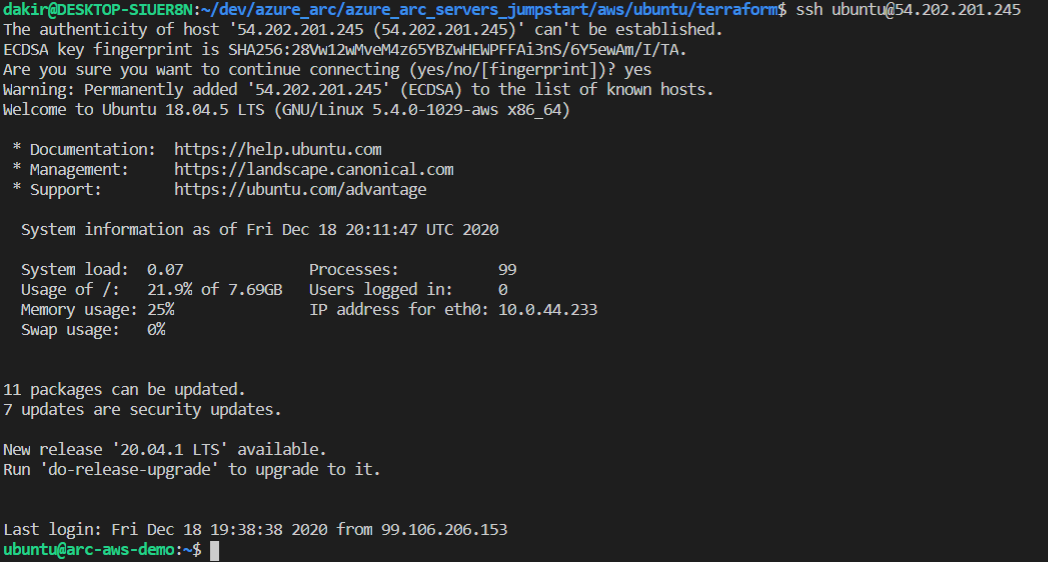 dakir@DESKTOP-SIUER8N:~/dev/azure_arc/azure_arc_servers_jumpstart/aws/ubuntu/terraform$ ssh ubuntu@54.202.201.245
The authenticity of host '54.202.201.245 (54.202.201.245)' can't be established.
ECDSA key fingerprint is SHA256:28Vw12wMveM4z65YBZwHEWPFFAi3nS/6Y5ewAm/I/TA.
Are you sure you want to continue connecting (yes/no/[fingerprint])? yes
Warning: Permanently added '54.202.201.245' (ECDSA) to the list of known hosts.
Welcome to Ubuntu 18.04.5 LTS (GNU/Linux 5.4.0-1029-aws x86_64)
* Documentation:  https://help.ubuntu.com
* Management:     https://landscape.canonical.com
* Support:        https://ubuntu.com/advantage
System information as of Fri Dec 18 20:11:47 UTC 2020
System load:  0.07               Processes:           99
Usage of /:   21.9% of 7.69GB   Users logged in:     0
Memory usage: 25%               IP address for eth0: 10.0.44.233
Swap usage:   0%
11 packages can be updated.
7 updates are security updates.
New release '20.04.1 LTS' available.
Run 'do-release-upgrade' to upgrade to it.
Last login: Fri Dec 18 19:38:38 2020 from 99.106.206.153
ubuntu@arc-aws-demo:~$